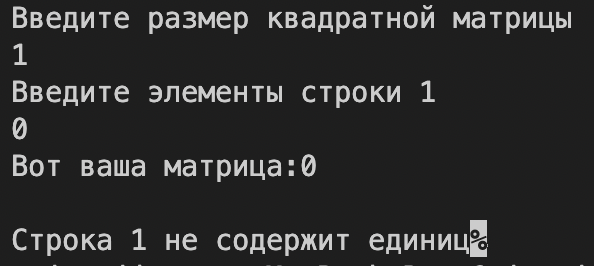 Введите размер квадратной матрицы
1
Введите элементы строки 1
0
Вот ваша матрица:0
Строка 1 не содержит единиц%